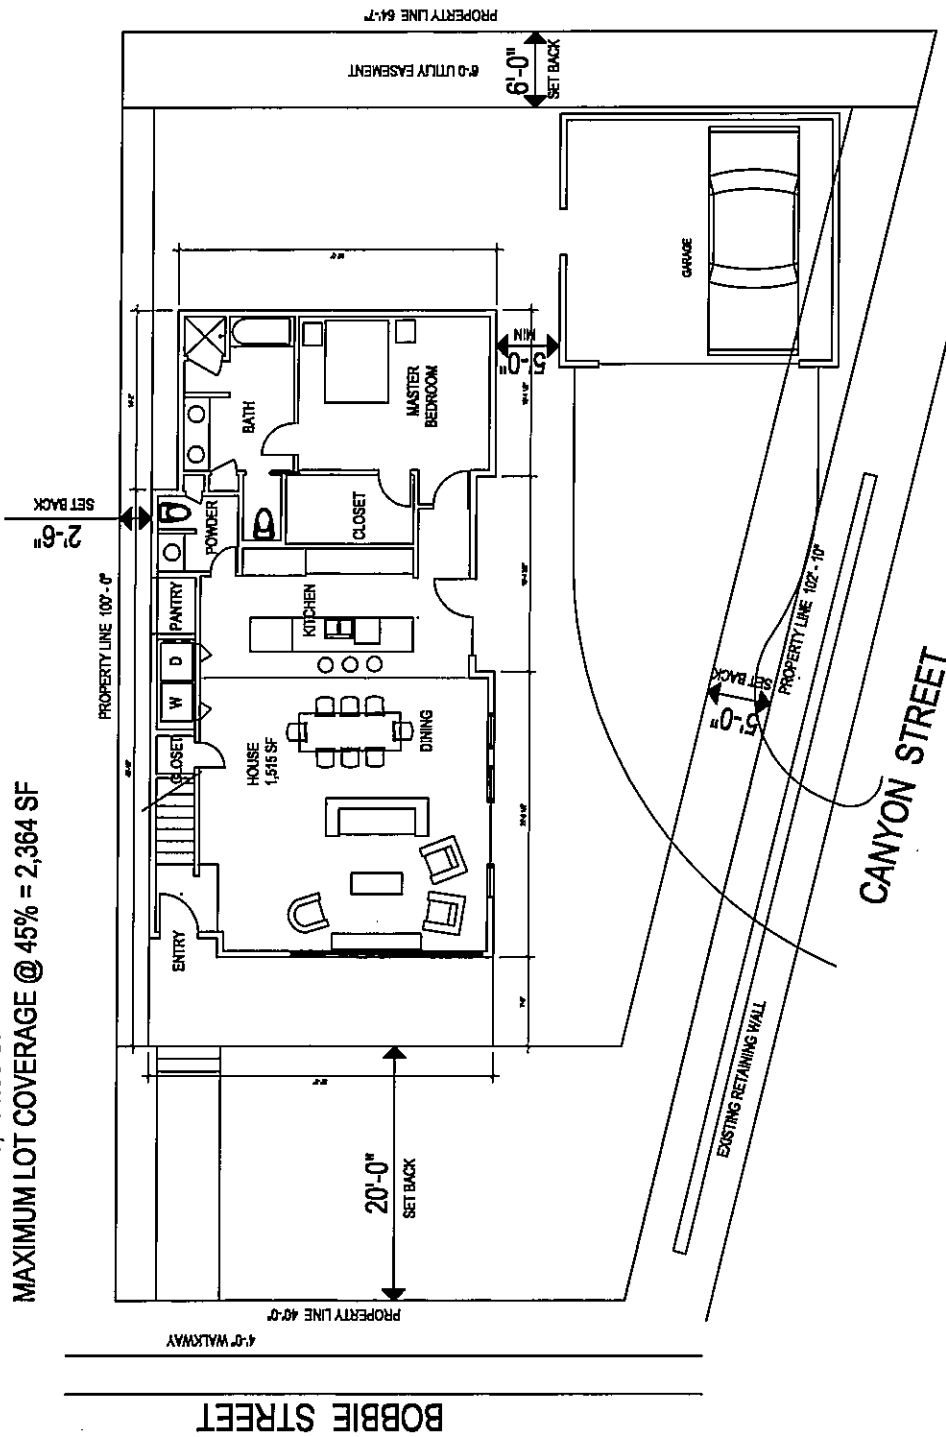 MAXIMUM LOT COVERAGE @ 45% = 2,364 SF
PROPERTY LINE 100'- 0"
2'-6"
SET BACK
PROPERTY LINE 64'-7"
6'-0 UTILIY EASEMENT
6'-0"
SET BACK
ENTRY
CLOSET
W
D
PANTRY
POWDER
BATH
HOUSE
1,515 SF
KITCHEN
CLOSET
MASTER
BEDROOM
DINING
5'-0"
MIN
GARAGE
20'-0"
SET BACK
PROPERTY LINE 40'-0"
4'-0" WALKWAY
BOBBIE STREET
5'-0"
SET BACK
PROPERTY LINE 102' - 10"
EXISTING RETAINING WALL
CANYON STREET